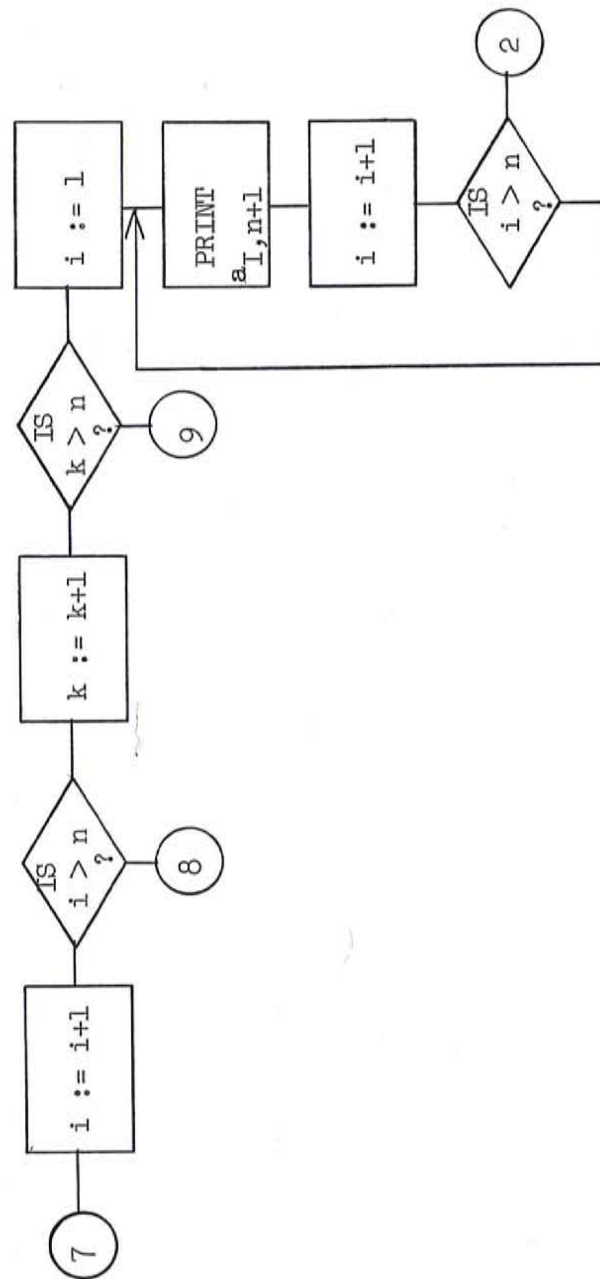 7
i := i+1
IS
i > n
?
8
k := k+1
IS
k > n
?
9
i := 1
PRINT
a I,n+1
i := i+1
IS
i > n
?
2